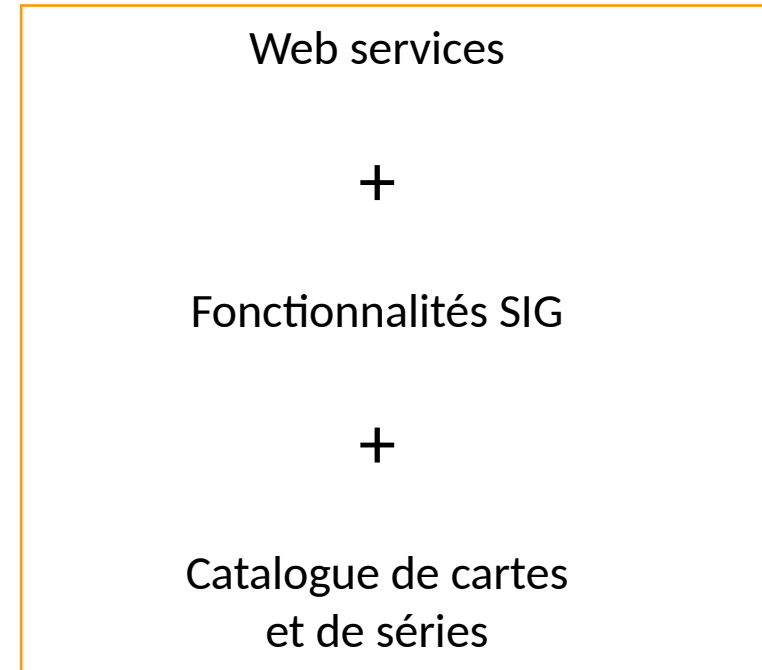 Web services
+
Fonctionnalités SIG
+
Catalogue de cartes
et de séries